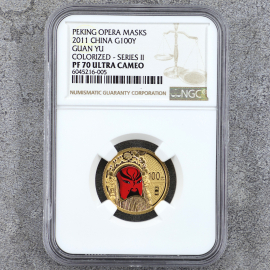 PEKING OPERA MASKS
2011 CHINA G100Y
GUAN YU
COLORIZED - SERIES II
PF 70 ULTRA CAMEO
6045216-005
NUMISMATIC GUARANTY CORPORATION
NGC
100